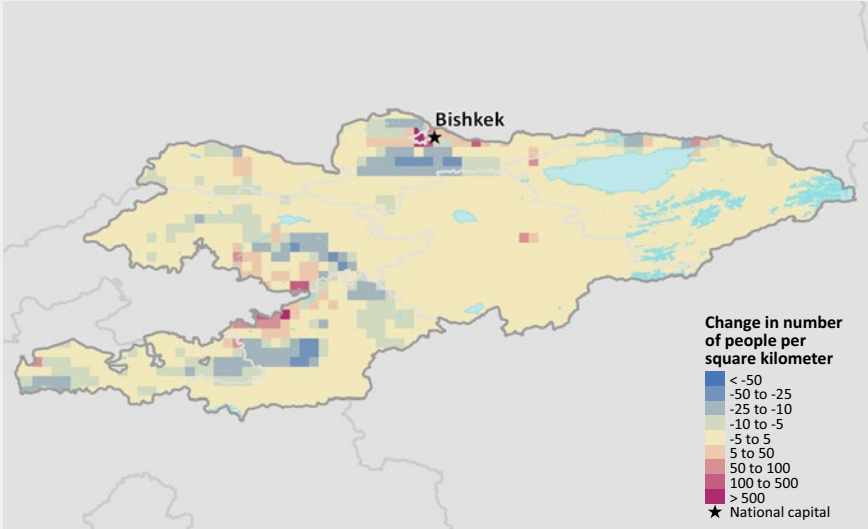 Bishkek
Change in number
of people per
square kilometer
< -50
-50 to -25
-25 to -10
-10 to -5
-5 to 5
5 to 50
50 to 100
100 to 500
> 500
National capital